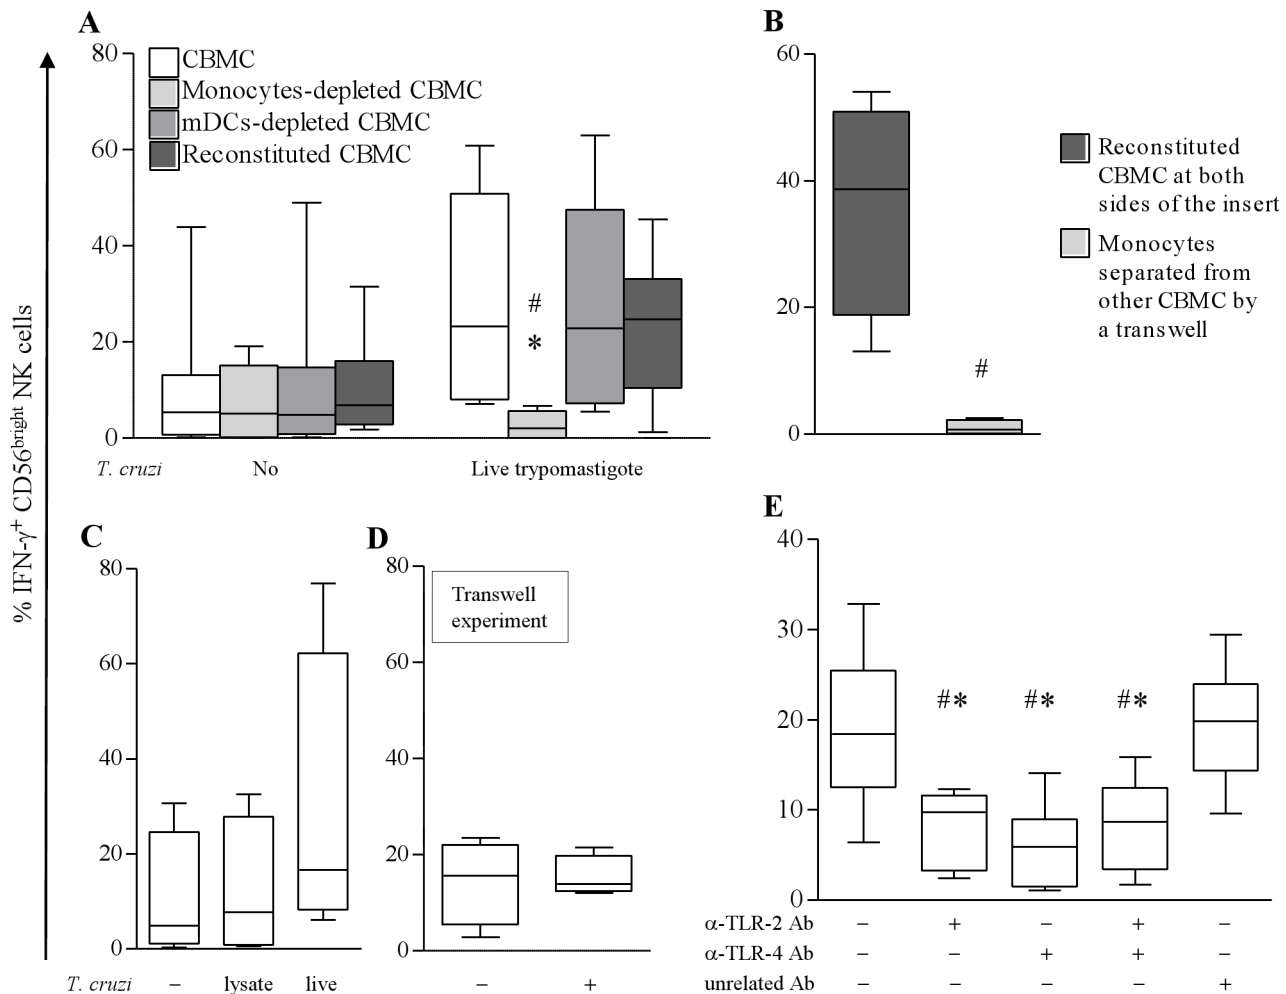 A
80
60
40
20
0
CBMC
Monocytes-depleted CBMC
mDCs-depleted CBMC
Reconstituted CBMC
#
*
T. cruzi No Live trypomastigote
B
60
40
20
0
#
Reconstituted
CBMC at both
sides of the insert
Monocytes
separated from
other CBMC by
a transwell
% IFN-γ+ CD56bright NK cells
C
80
60
40
20
0
T. cruzi – lysate live
D
80
60
40
20
0
Transwell
experiment
– +
E
40
30
20
10
0
#* #* #*
α-TLR-2 Ab – + – + –
α-TLR-4 Ab – – + + –
unrelated Ab – – – – +